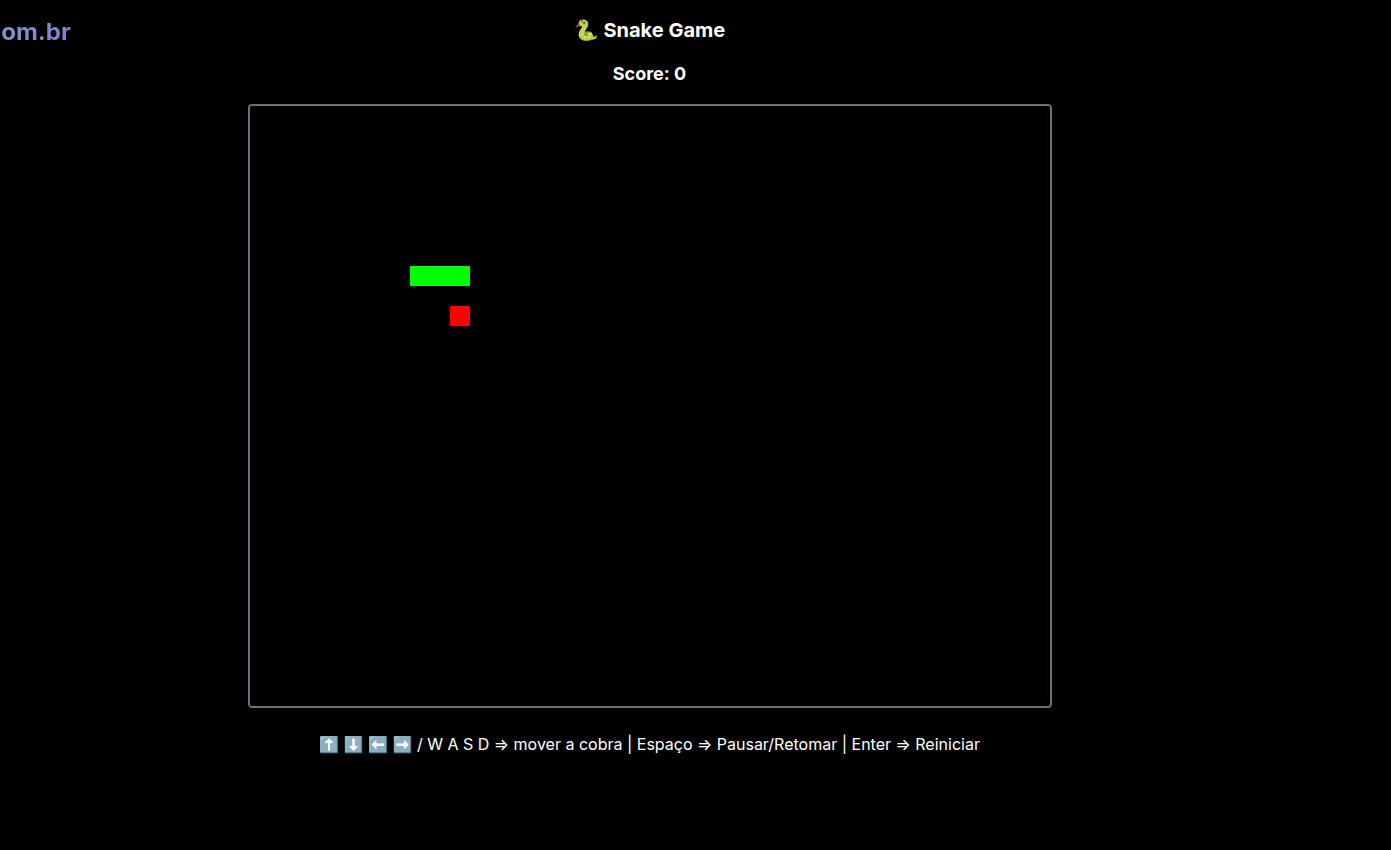 om.br
🐍 Snake Game
Score: 0
⬆️ ⬇️ ⬅️ ➡️ / W A S D ⇒ mover a cobra | Espaço ⇒ Pausar/Retomar | Enter ⇒ Reiniciar